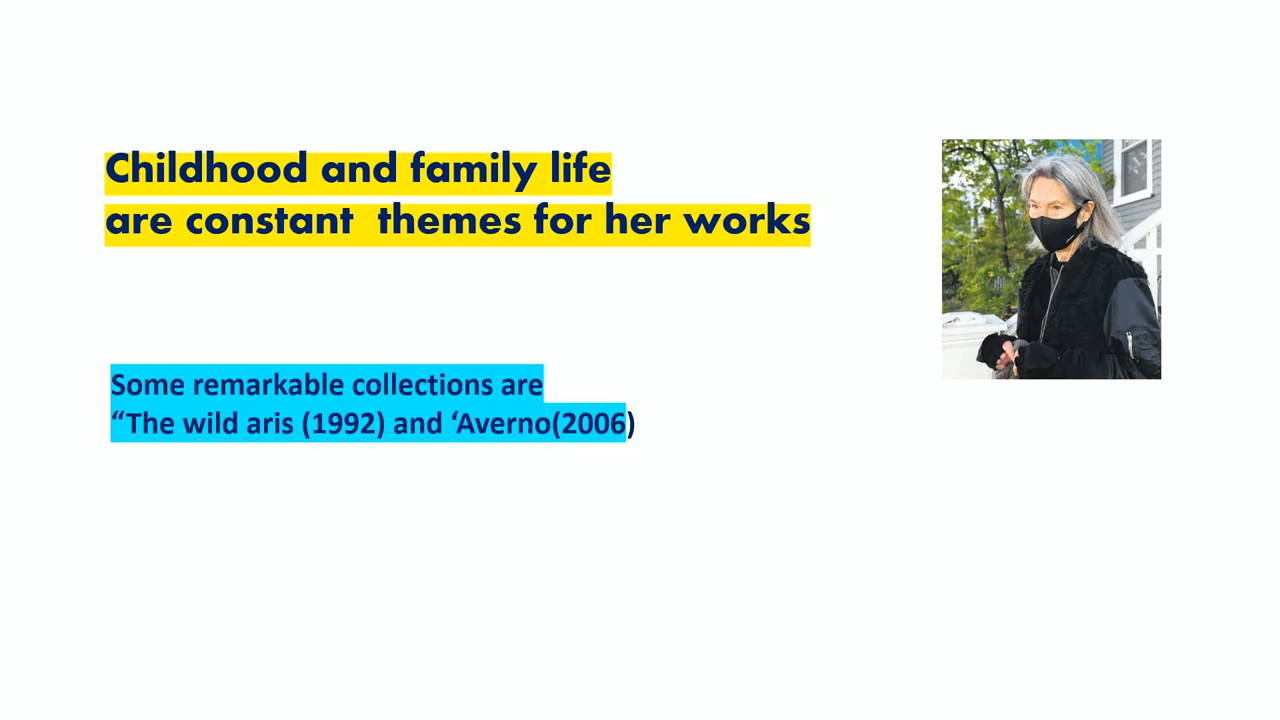 Childhood and family life
are constant  themes for her works
Some remarkable collections are
“The wild aris (1992) and ‘Averno(2006)